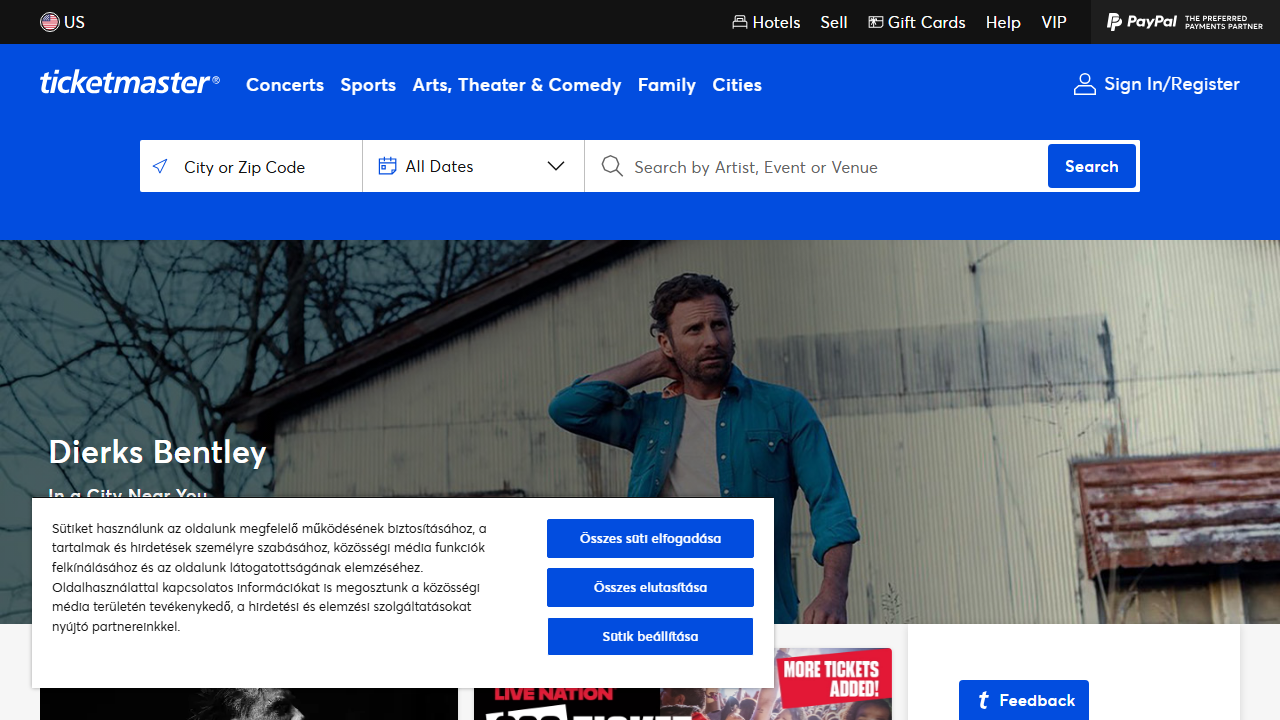 US
Hotels
Sell
Gift Cards
Help
VIP
PayPal
THE PREFERRED
PAYMENTS PARTNER
ticketmaster®
Concerts
Sports
Arts, Theater & Comedy
Family
Cities
Sign In/Register
City or Zip Code
All Dates
Search by Artist, Event or Venue
Search
Dierks Bentley
In a City Near You
Sütiket használunk az oldalunk megfelelő működésének biztosításához, a
tartalmak és hirdetések személyre szabásához, közösségi média funkciók
felkínálásához és az oldalunk látogatottságának elemzéséhez.
Oldalhasználattal kapcsolatos információkat is megosztunk a közösségi
média területén tevékenykedő, a hirdetési és elemzési szolgáltatásokat
nyújtó partnereinkkel.
Összes süti elfogadása
Összes elutasítása
Sütik beállítása
LIVE NATION
MORE TICKETS
ADDED!
TICKET
t Feedback